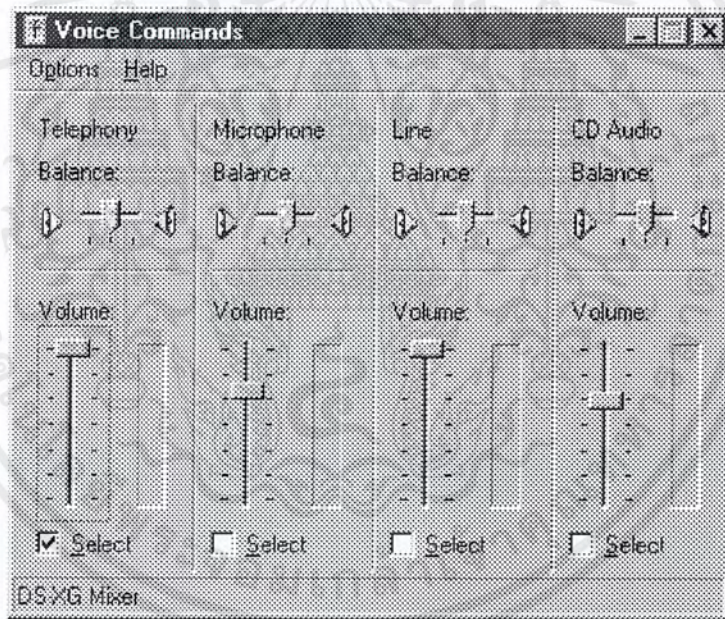 Voice Commands
Options Help
Telephony Microphone Line CD Audio
Balance: Balance Balance: Balance:
Volume: Volume: Volume: Volume:
Select Select Select Select
DS-XG Mixer